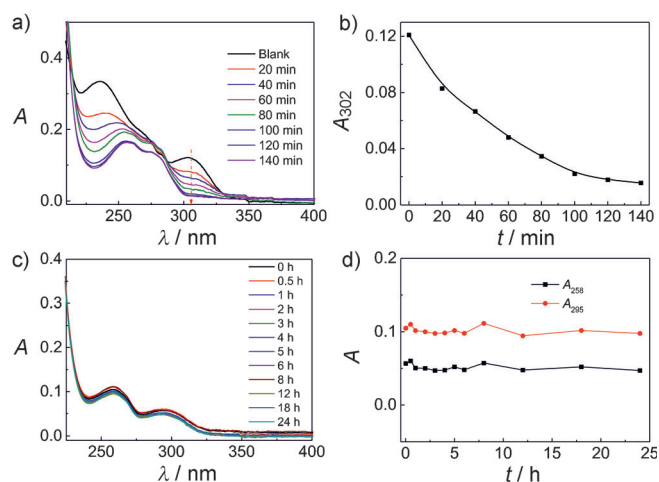 a)
A
0.4
0.2
0.0
250
300
350
400
λ / nm
Blank
20 min
40 min
60 min
80 min
100 min
120 min
140 min
b)
A302
0.12
0.08
0.04
0.00
0
20
40
60
80
100
120
140
t / min
c)
A
0.4
0.3
0.2
0.1
0.0
250
300
350
400
λ / nm
0 h
0.5 h
1 h
2 h
3 h
4 h
5 h
6 h
8 h
12 h
18 h
24 h
d)
A
0.2
0.1
0.0
0
5
10
15
20
25
t / h
A258
A295